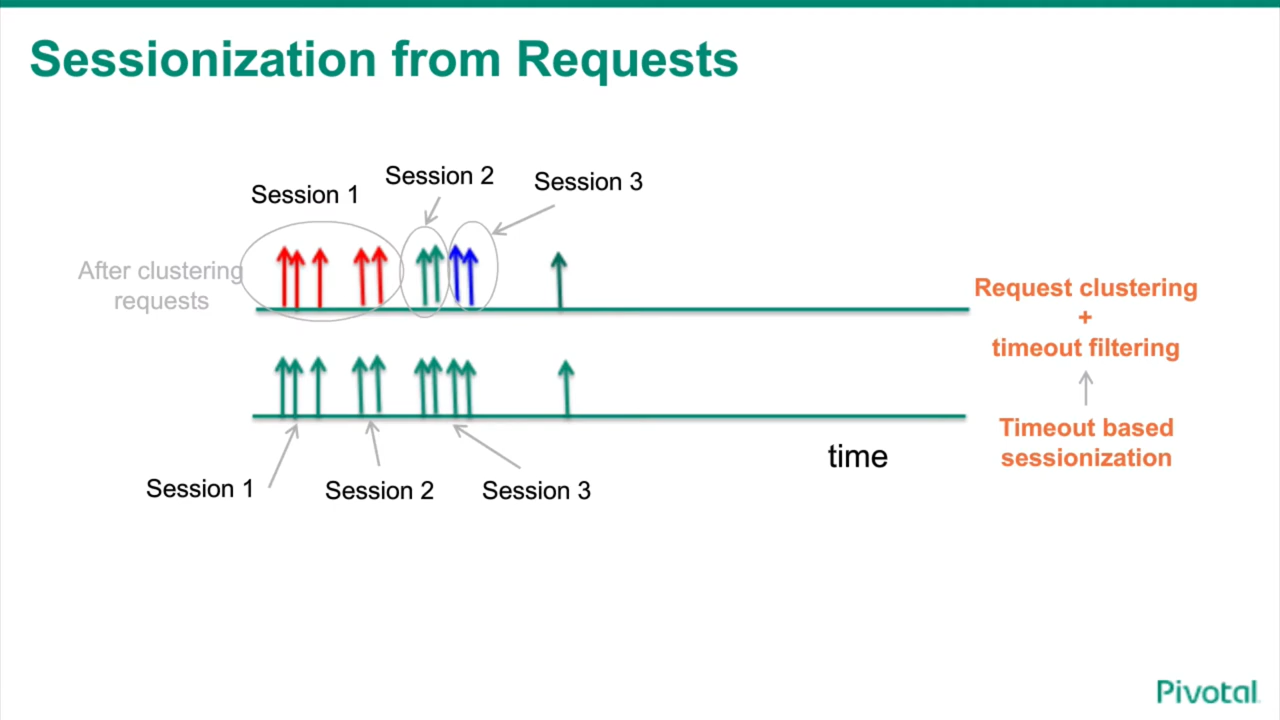 Sessionization from Requests
Session 1
Session 2
Session 3
After clustering
requests
Request clustering
+
timeout filtering
Timeout based
sessionization
time
Session 1
Session 2
Session 3
Pivotal